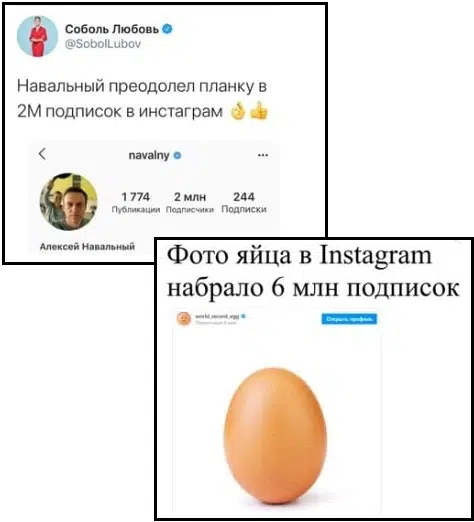 Соболь Любовь
@SobolLubov
Навальный преодолел планку в
2М подписок в инстаграм 👌👍
navalny
1 774 2 млн 244
Публикации Подписчики Подписки
Алексей Навальный
Фото яйца в Instagram
набрало 6 млн подписок
world_record_egg
Открыть профиль